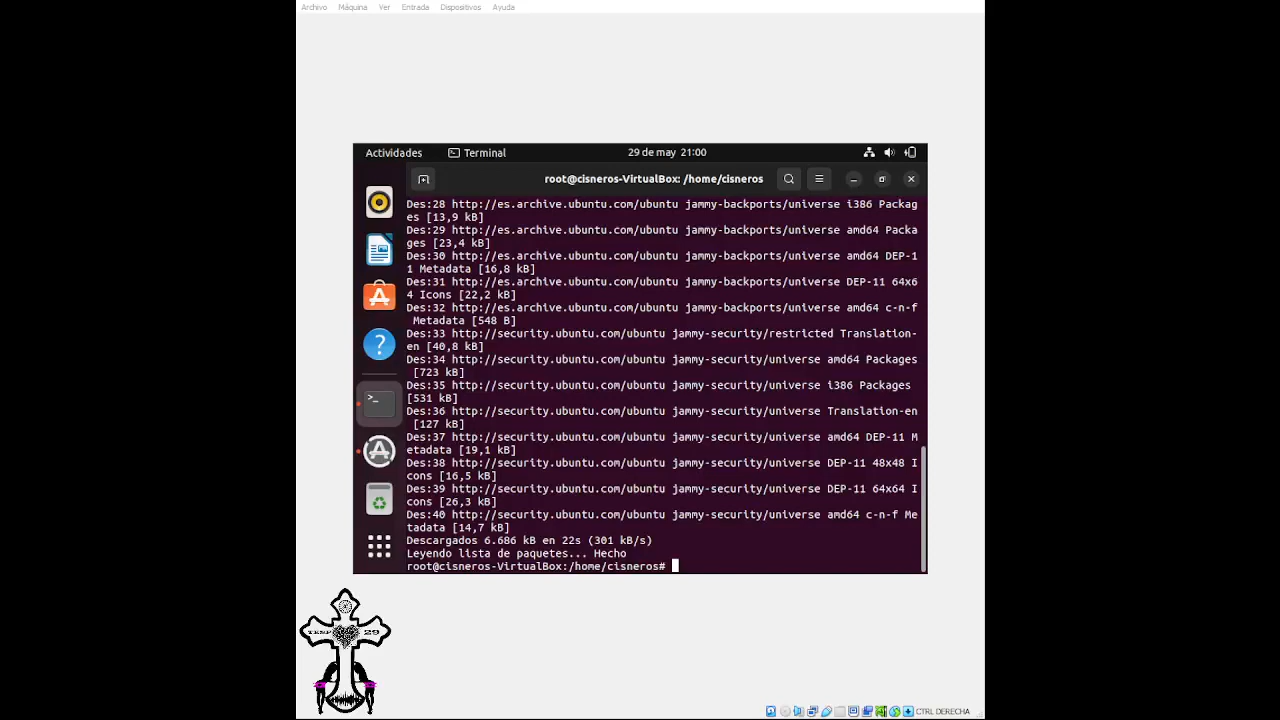 Archivo Máquina Ver Entrada Dispositivos Ayuda
Actividades Terminal 29 de may 21:00
root@cisneros-VirtualBox: /home/cisneros
Des:28 http://es.archive.ubuntu.com/ubuntu jammy-backports/universe i386 Packag
es [13,9 kB]
Des:29 http://es.archive.ubuntu.com/ubuntu jammy-backports/universe amd64 Packa
ges [23,4 kB]
Des:30 http://es.archive.ubuntu.com/ubuntu jammy-backports/universe amd64 DEP-1
1 Metadata [16,8 kB]
Des:31 http://es.archive.ubuntu.com/ubuntu jammy-backports/universe DEP-11 64x6
4 Icons [22,2 kB]
Des:32 http://es.archive.ubuntu.com/ubuntu jammy-backports/universe amd64 c-n-f
Metadata [548 B]
Des:33 http://security.ubuntu.com/ubuntu jammy-security/restricted Translation-
en [40,8 kB]
Des:34 http://security.ubuntu.com/ubuntu jammy-security/universe amd64 Packages
[723 kB]
Des:35 http://security.ubuntu.com/ubuntu jammy-security/universe i386 Packages
[531 kB]
Des:36 http://security.ubuntu.com/ubuntu jammy-security/universe Translation-en
[127 kB]
Des:37 http://security.ubuntu.com/ubuntu jammy-security/universe amd64 DEP-11 M
etadata [19,1 kB]
Des:38 http://security.ubuntu.com/ubuntu jammy-security/universe DEP-11 48x48 I
cons [16,5 kB]
Des:39 http://security.ubuntu.com/ubuntu jammy-security/universe DEP-11 64x64 I
cons [26,3 kB]
Des:40 http://security.ubuntu.com/ubuntu jammy-security/universe amd64 c-n-f Me
tadata [14,7 kB]
Descargados 6.686 kB en 22s (301 kB/s)
Leyendo lista de paquetes... Hecho
root@cisneros-VirtualBox:/home/cisneros#
TESP 29
CTRL DERECHA